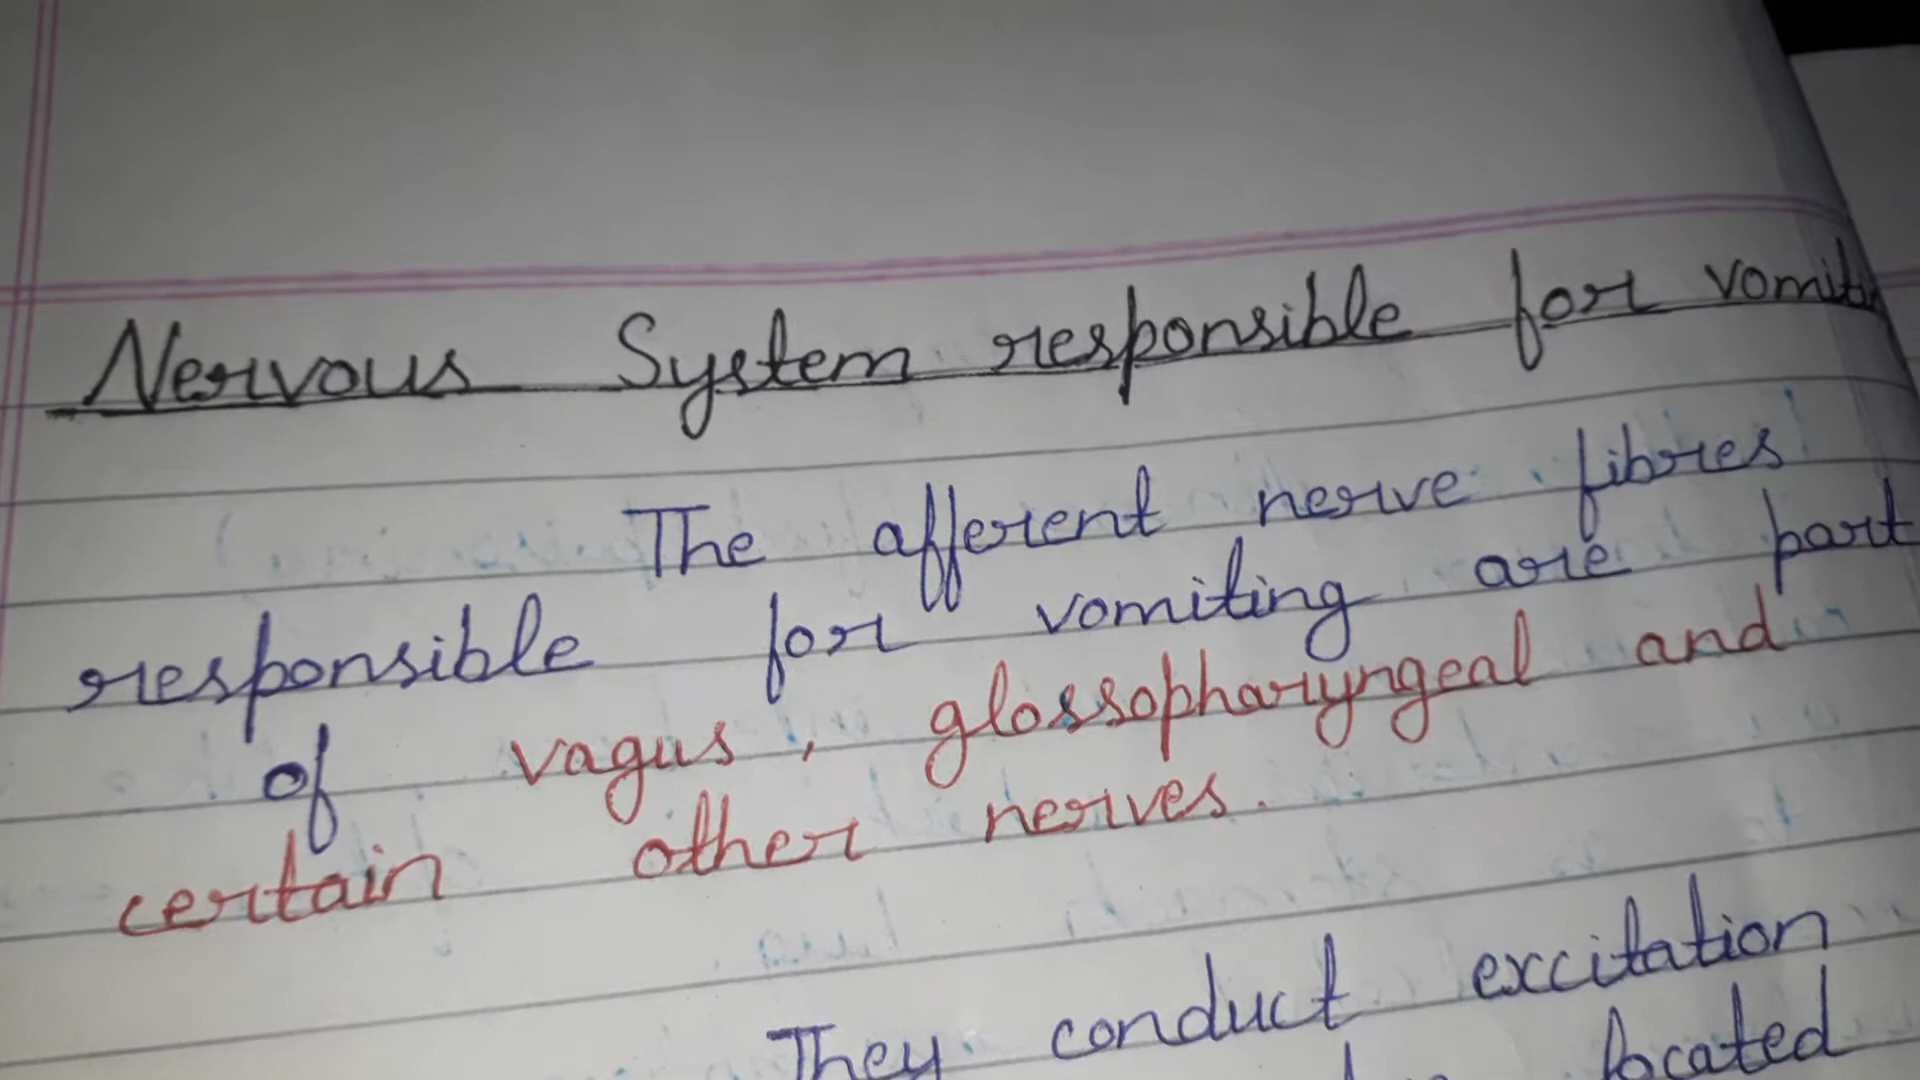 Nervous System responsible for vomiti
The afferent nerve fibres
responsible for vomiting are part
of vagus, glossopharyngeal and
certain other nerves.
They conduct excitation
located